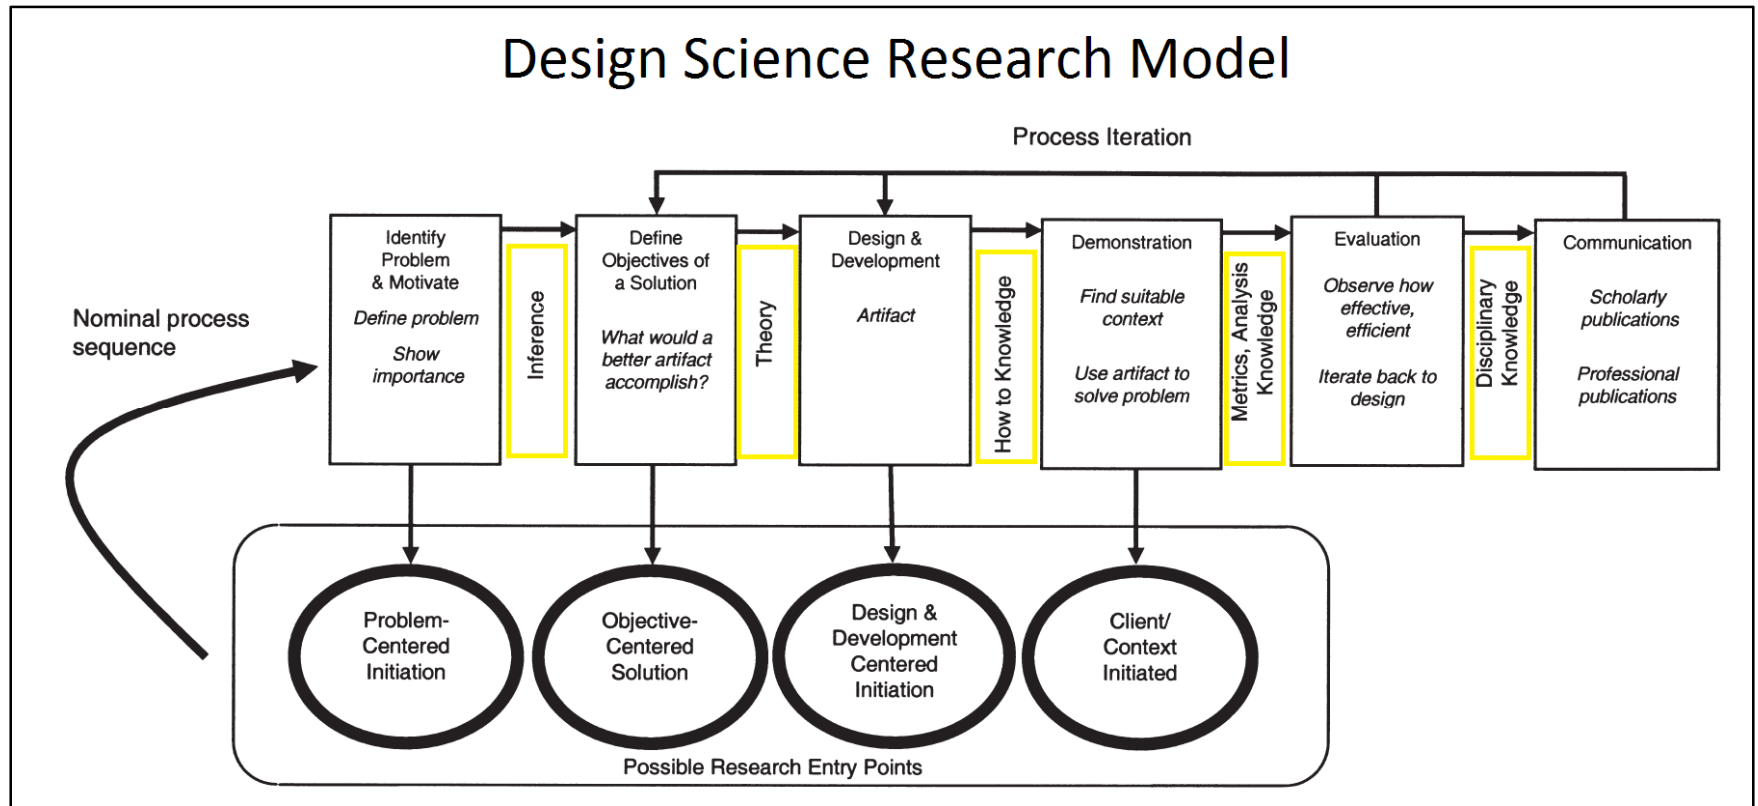 Design Science Research Model
Process Iteration
Nominal process
sequence
Identify
Problem
& Motivate
Define problem
Show
importance
Inference
Define
Objectives of
a Solution
What would a
better artifact
accomplish?
Theory
Design &
Development
Artifact
How to Knowledge
Demonstration
Find suitable
context
Use artifact to
solve problem
Metrics, Analysis
Knowledge
Evaluation
Observe how
effective,
efficient
Iterate back to
design
Disciplinary
Knowledge
Communication
Scholarly
publications
Professional
publications
Problem-
Centered
Initiation
Objective-
Centered
Solution
Design &
Development
Centered
Initiation
Client/
Context
Initiated
Possible Research Entry Points